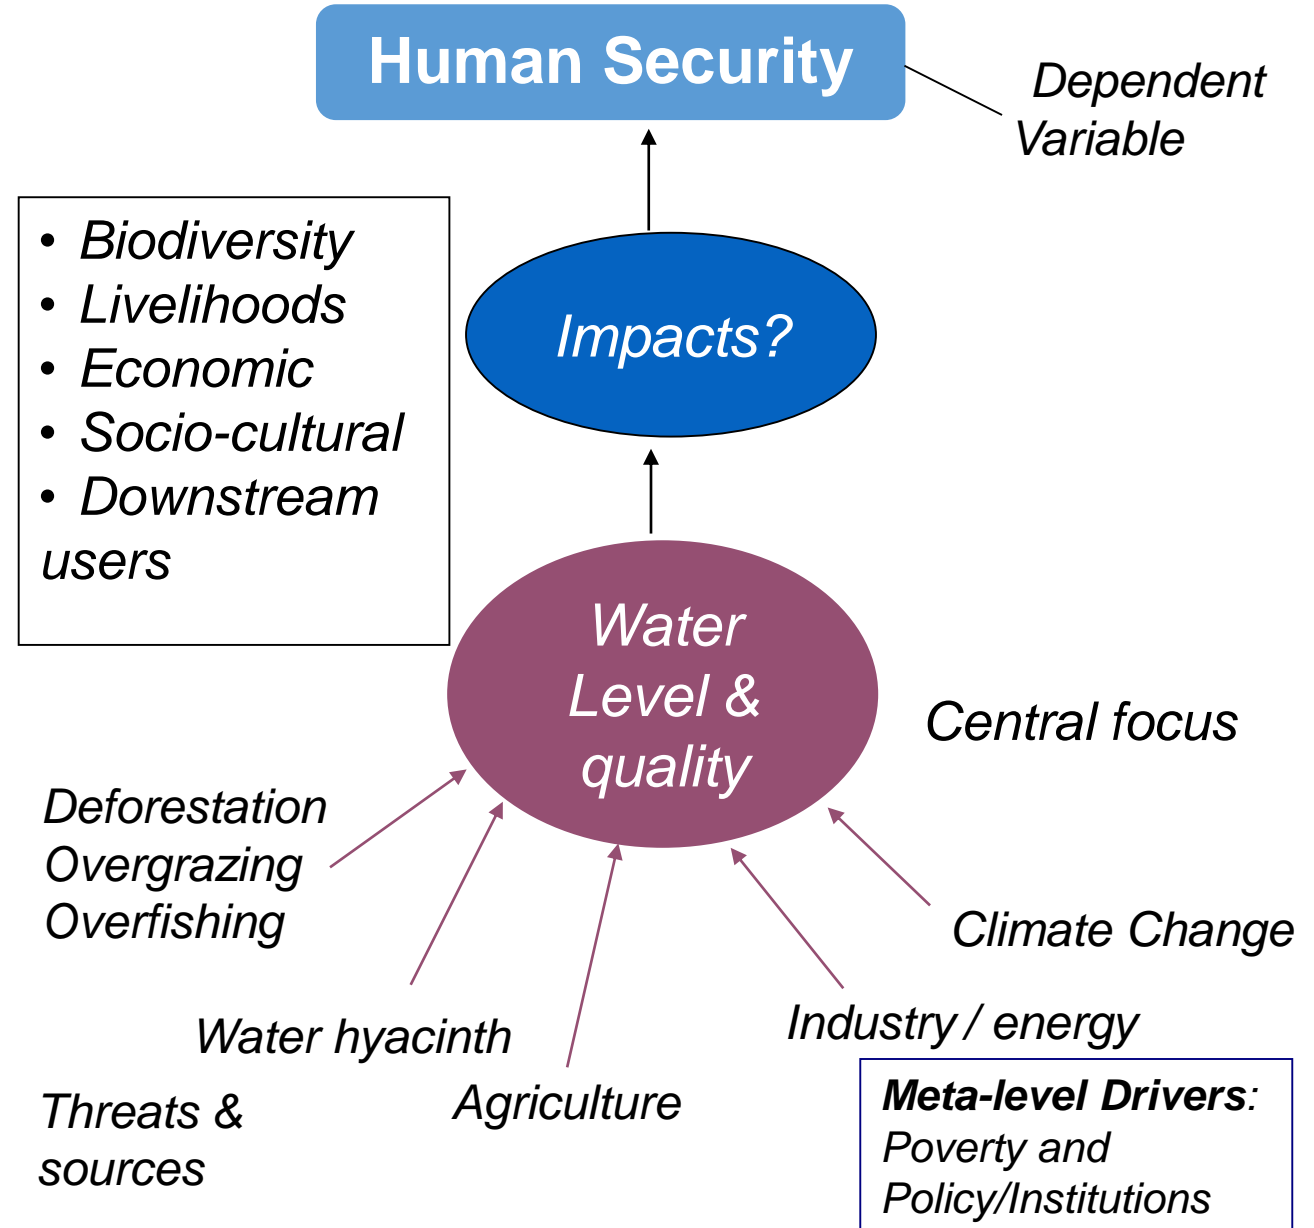 Human Security
Dependent
Variable
• Biodiversity
• Livelihoods
• Economic
• Socio-cultural
• Downstream
users
Impacts?
Water
Level &
quality
Central focus
Deforestation
Overgrazing
Overfishing
Climate Change
Water hyacinth
Industry / energy
Agriculture
Threats &
sources
Meta-level Drivers:
Poverty and
Policy/Institutions